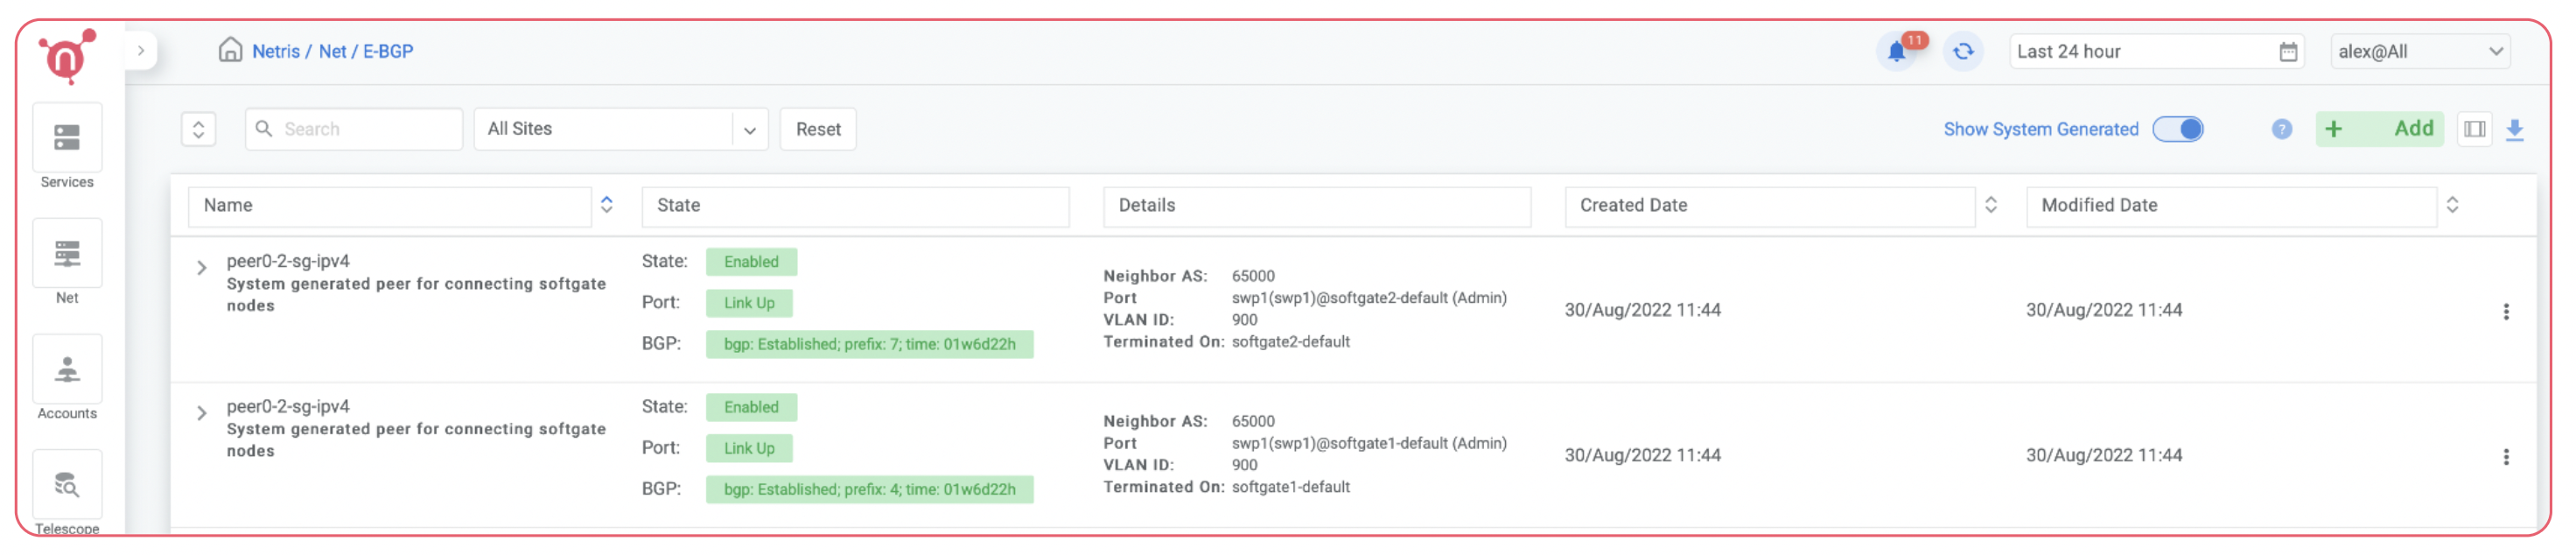 Netris / Net / E-BGP
11
Last 24 hour
alex@All
Search
All Sites
Reset
Show System Generated
?
+ Add
Services
Net
Accounts
Telescope
Name
State
Details
Created Date
Modified Date
peer0-2-sg-ipv4
System generated peer for connecting softgate
nodes
State: Enabled
Port: Link Up
BGP: bgp: Established; prefix: 7; time: 01w6d22h
Neighbor AS: 65000
Port swp1(swp1)@softgate2-default (Admin)
VLAN ID: 900
Terminated On: softgate2-default
30/Aug/2022 11:44
30/Aug/2022 11:44
peer0-2-sg-ipv4
System generated peer for connecting softgate
nodes
State: Enabled
Port: Link Up
BGP: bgp: Established; prefix: 4; time: 01w6d22h
Neighbor AS: 65000
Port swp1(swp1)@softgate1-default (Admin)
VLAN ID: 900
Terminated On: softgate1-default
30/Aug/2022 11:44
30/Aug/2022 11:44